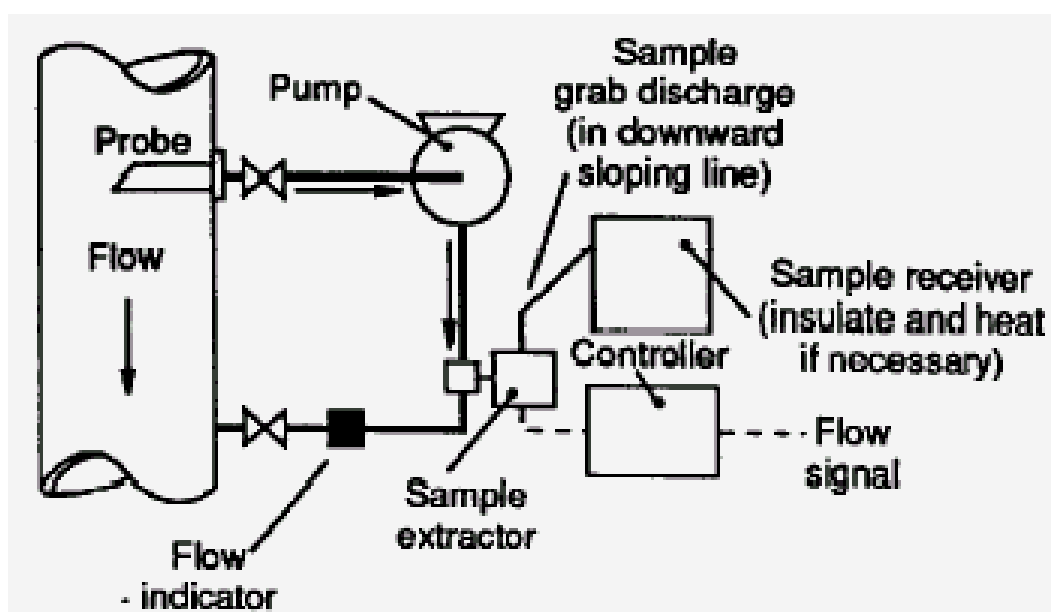 Sample
grab discharge
(in downward
sloping line)
Pump
Probe
Flow
Sample receiver
(insulate and heat
if necessary)
Controller
Flow
signal
Sample
extractor
Flow
- indicator